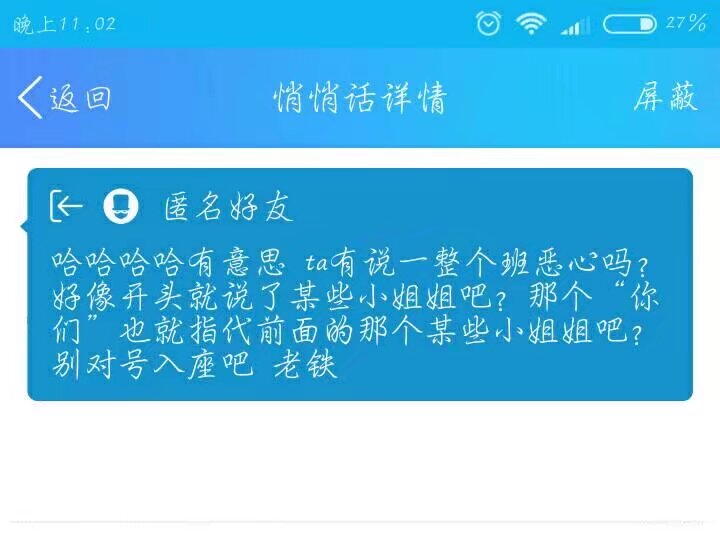 晚上11:02
27%
返回
悄悄话详情
屏蔽
匿名好友
哈哈哈哈有意思 ta有说一整个班恶心吗?
好像开头就说了某些小姐姐吧? 那个“你
们”也就指代前面的那个某些小姐姐吧?
别对号入座吧 老铁